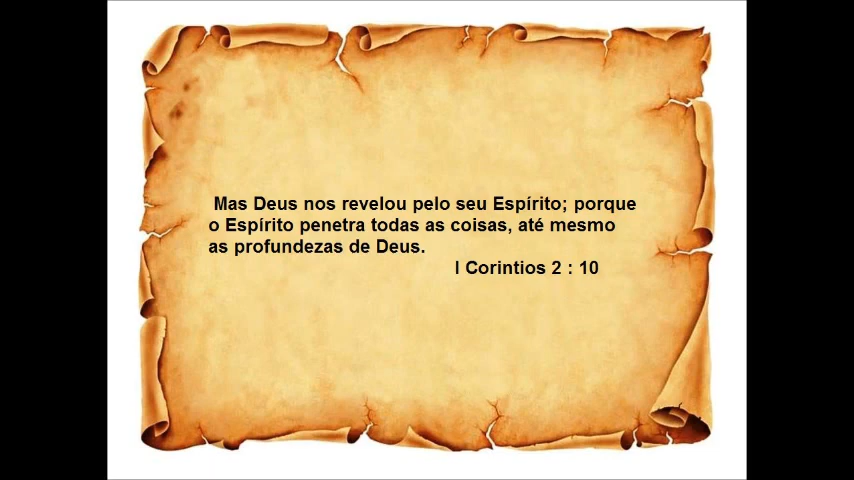 Mas Deus nos revelou pelo seu Espírito; porque
o Espírito penetra todas as coisas, até mesmo
as profundezas de Deus.
I Corintios 2 : 10